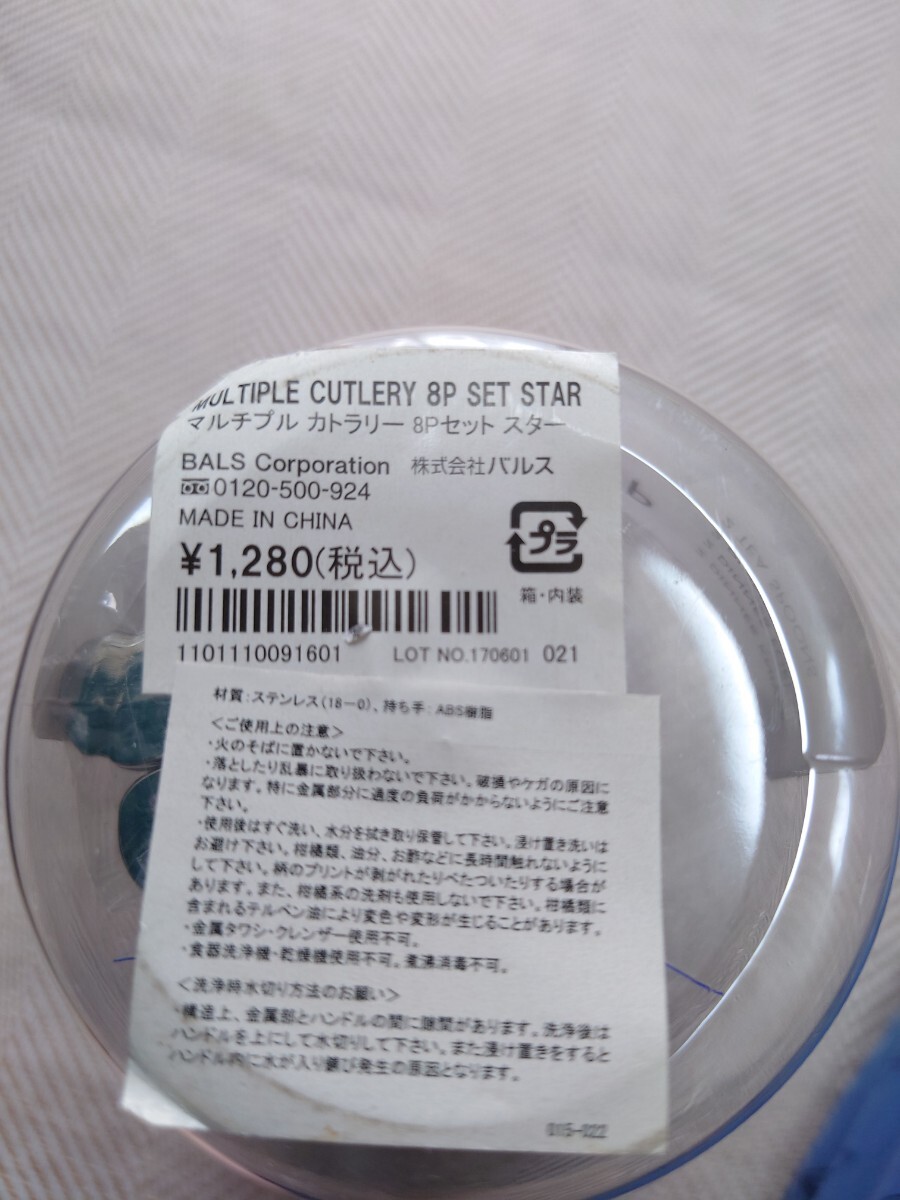 MULTIPLE CUTLERY 8P SET STAR
マルチプル カトラリー 8Pセット スター
BALS Corporation 株式会社バルス
0120-500-924
MADE IN CHINA
¥1,280(税込)
プラ
箱・内装
1101110091601 LOT NO.170601 021
材質:ステンレス(18-0)、持ち手:ABS樹脂
<ご使用上の注意>
・火のそばに置かないで下さい。
・落としたり乱暴に取り扱わないで下さい。破損やケガの原因に
なります。特に金属部分に過度の負荷がかからないようにご注意
下さい。
・使用後はすぐ洗い、水分を拭き取り保管して下さい。浸け置き洗いは
お避け下さい。柑橘類、油分、お酢などに長時間触れないように
して下さい。柄のプリントが剥がれたりべたついたりする場合が
あります。また、柑橘系の洗剤も使用しないで下さい。柑橘類に
含まれるテルペン油により変色や変形が生じることがあります。
・金属タワシ・クレンザー使用不可。
・食器洗浄機・乾燥機使用不可。煮沸消毒不可。
<洗浄時水切り方法のお願い>
・構造上、金属部とハンドルの間に隙間があります。洗浄後は
ハンドルを上にして水切りして下さい。また浸け置きをすると
ハンドル内に水が入り錆び発生の原因となります。
015-022